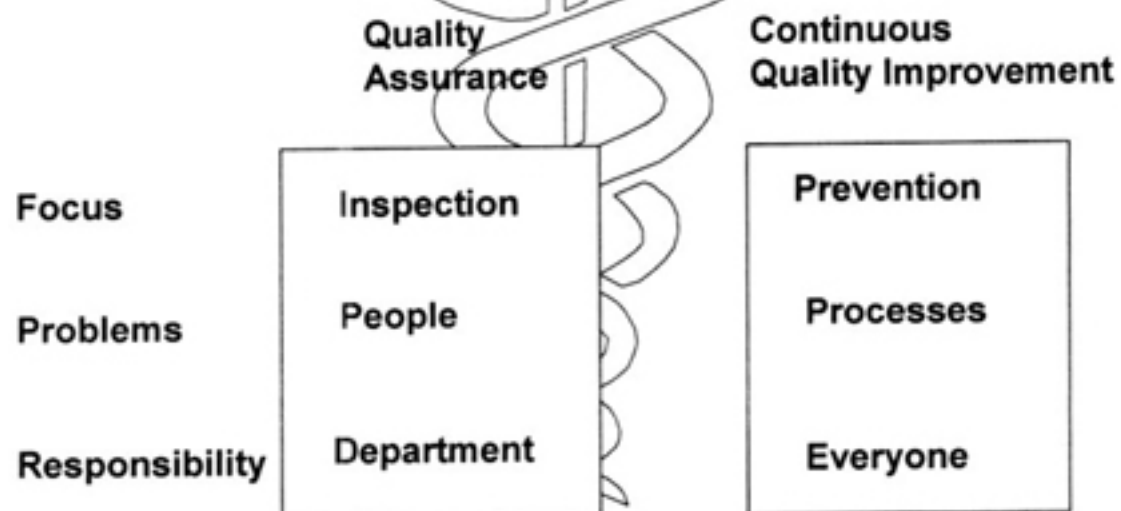 Quality
Assurance
Continuous
Quality Improvement
Focus Inspection Prevention
Problems People Processes
Responsibility Department Everyone